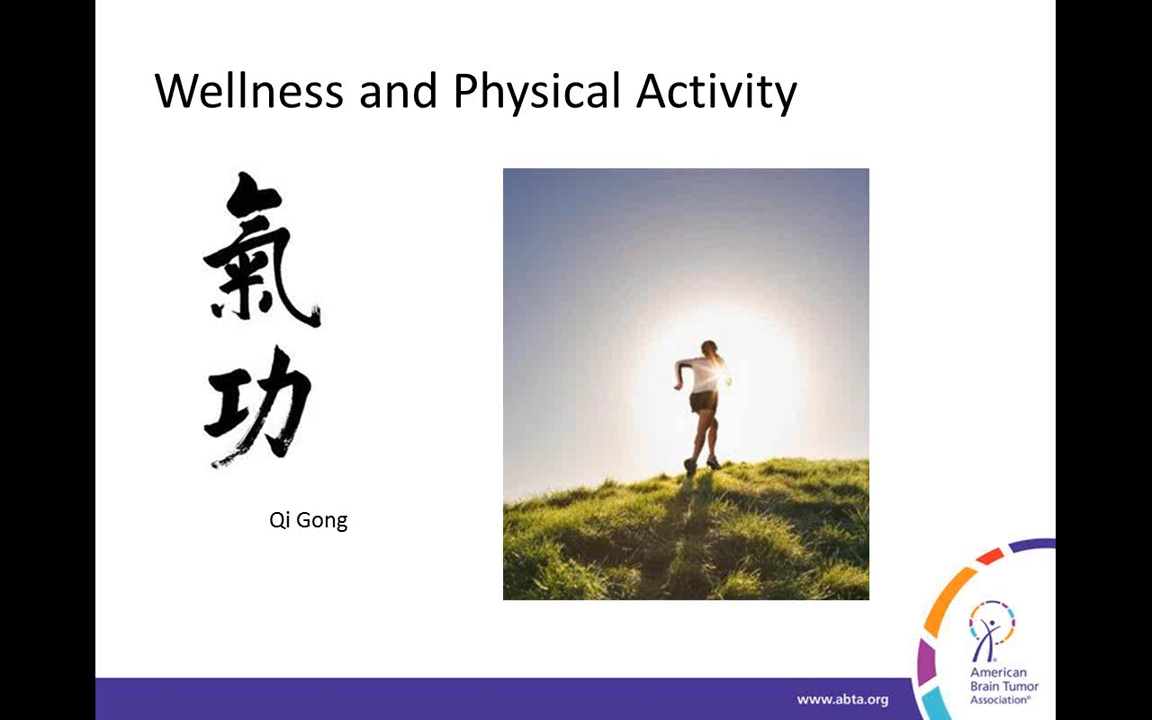 Wellness and Physical Activity
氣
功
Qi Gong
www.abta.org
American
Brain Tumor
Association®